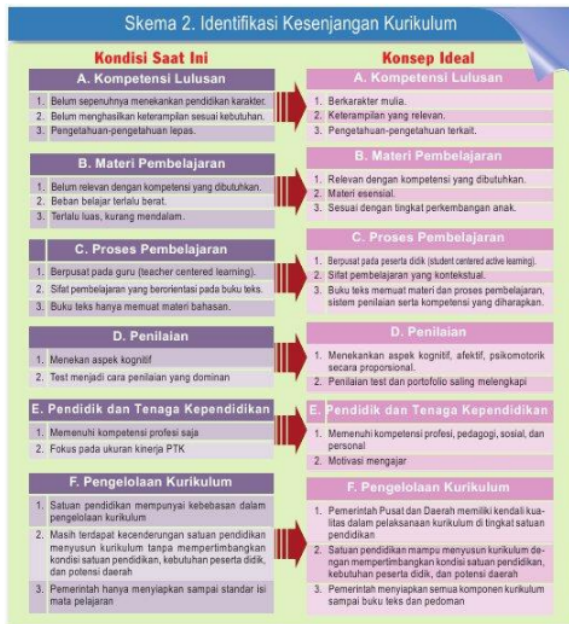 Skema 2. Identifikasi Kesenjangan Kurikulum
Kondisi Saat Ini
A. Kompetensi Lulusan
1. Belum sepenuhnya menekankan pendidikan karakter.
2. Belum menghasilkan keterampilan sesuai kebutuhan.
3. Pengetahuan-pengetahuan lepas.
B. Materi Pembelajaran
1. Belum relevan dengan kompetensi yang dibutuhkan.
2. Beban belajar terlalu berat.
3. Terlalu luas, kurang mendalam.
C. Proses Pembelajaran
1. Berpusat pada guru (teacher centered learning).
2. Sifat pembelajaran yang berorientasi pada buku teks.
3. Buku teks hanya memuat materi bahasan.
D. Penilaian
1. Menekan aspek kognitif
2. Test menjadi cara penilaian yang dominan
E. Pendidik dan Tenaga Kependidikan
1. Memenuhi kompetensi profesi saja
2. Fokus pada ukuran kinerja PTK
F. Pengelolaan Kurikulum
1. Satuan pendidikan mempunyai kebebasan dalam
pengelolaan kurikulum
2. Masih terdapat kecenderungan satuan pendidikan
menyusun kurikulum tanpa mempertimbangkan
kondisi satuan pendidikan, kebutuhan peserta didik,
dan potensi daerah
3. Pemerintah hanya menyiapkan sampai standar isi
mata pelajaran
Konsep Ideal
A. Kompetensi Lulusan
1. Berkarakter mulia.
2. Keterampilan yang relevan.
3. Pengetahuan-pengetahuan terkait.
B. Materi Pembelajaran
1. Relevan dengan kompetensi yang dibutuhkan.
2. Materi esensial.
3. Sesuai dengan tingkat perkembangan anak.
C. Proses Pembelajaran
1. Berpusat pada peserta didik (student centered active learning).
2. Sifat pembelajaran yang kontekstual.
3. Buku teks memuat materi dan proses pembelajaran,
sistem penilaian serta kompetensi yang diharapkan.
D. Penilaian
1. Menekankan aspek kognitif, afektif, psikomotorik
secara proporsional.
2. Penilaian test dan portofolio saling melengkapi
E. Pendidik dan Tenaga Kependidikan
1. Memenuhi kompetensi profesi, pedagogi, sosial, dan
personal
2. Motivasi mengajar
F. Pengelolaan Kurikulum
1. Pemerintah Pusat dan Daerah memiliki kendali kua-
litas dalam pelaksanaan kurikulum di tingkat satuan
pendidikan
2. Satuan pendidikan mampu menyusun kurikulum de-
ngan mempertimbangkan kondisi satuan pendidikan,
kebutuhan peserta didik, dan potensi daerah
3. Pemerintah menyiapkan semua komponen kurikulum
sampai buku teks dan pedoman